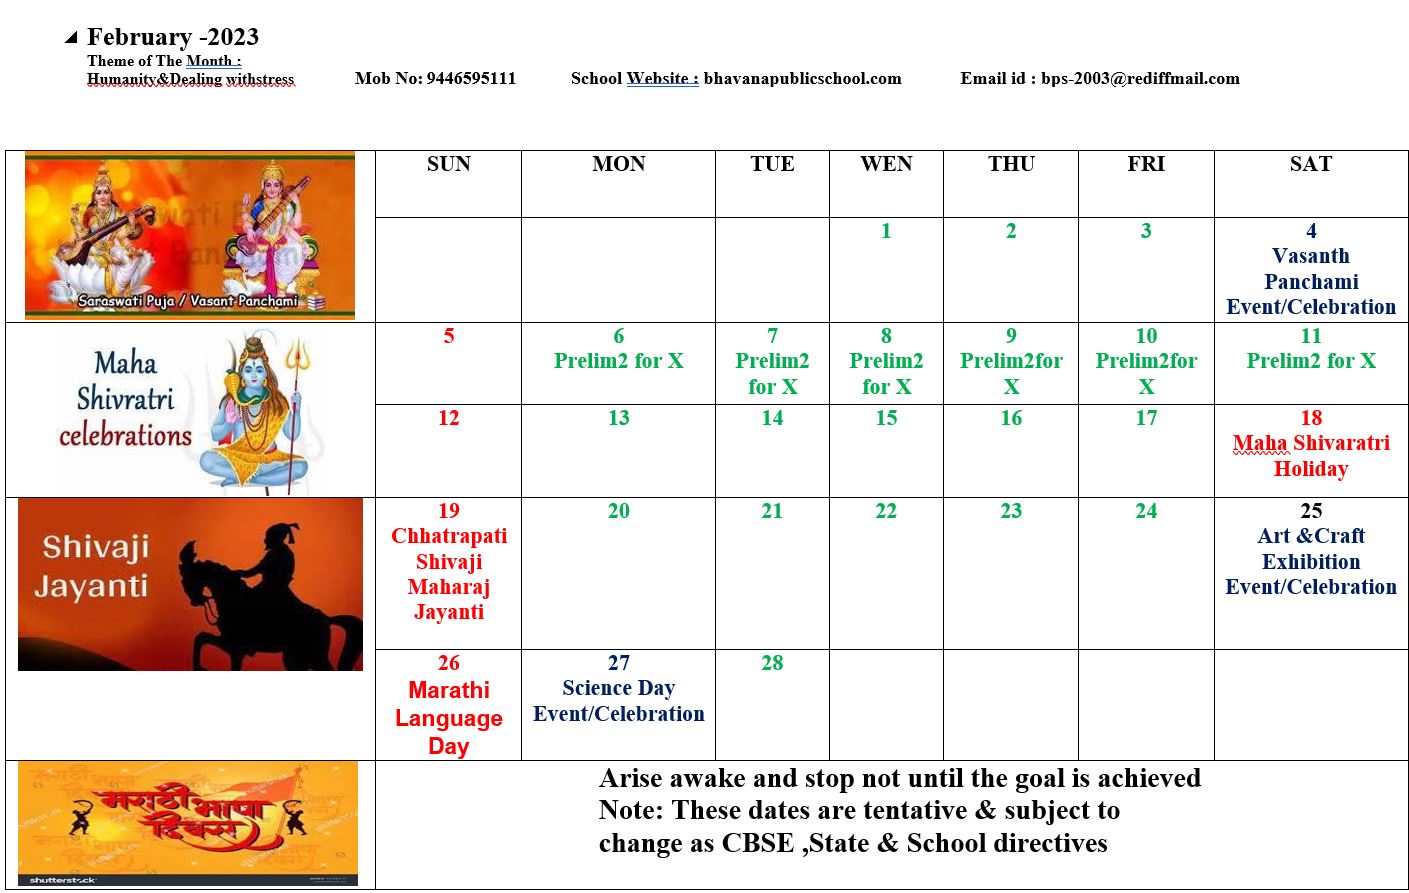 February -2023
Theme of The Month :
Humanity&Dealing withstress
Mob No: 9446595111
School Website : bhavanapublicschool.com
Email id : bps-2003@rediffmail.com
SUN MON TUE WEN THU FRI SAT
Saraswati Puja / Vasant Panchami
1
2
3
4
Vasanth
Panchami
Event/Celebration
Maha
Shivratri
celebrations
5
6
Prelim2 for X
7
Prelim2
for X
8
Prelim2
for X
9
Prelim2for
X
10
Prelim2for
X
11
Prelim2 for X
12
13
14
15
16
17
18
Maha Shivaratri
Holiday
Shivaji
Jayanti
19
Chhatrapati
Shivaji
Maharaj
Jayanti
20
21
22
23
24
25
Art &Craft
Exhibition
Event/Celebration
26
Marathi
Language
Day
27
Science Day
Event/Celebration
28
मराठी भाषा
दिवस
shutterstock
Arise awake and stop not until the goal is achieved
Note: These dates are tentative & subject to
change as CBSE ,State & School directives